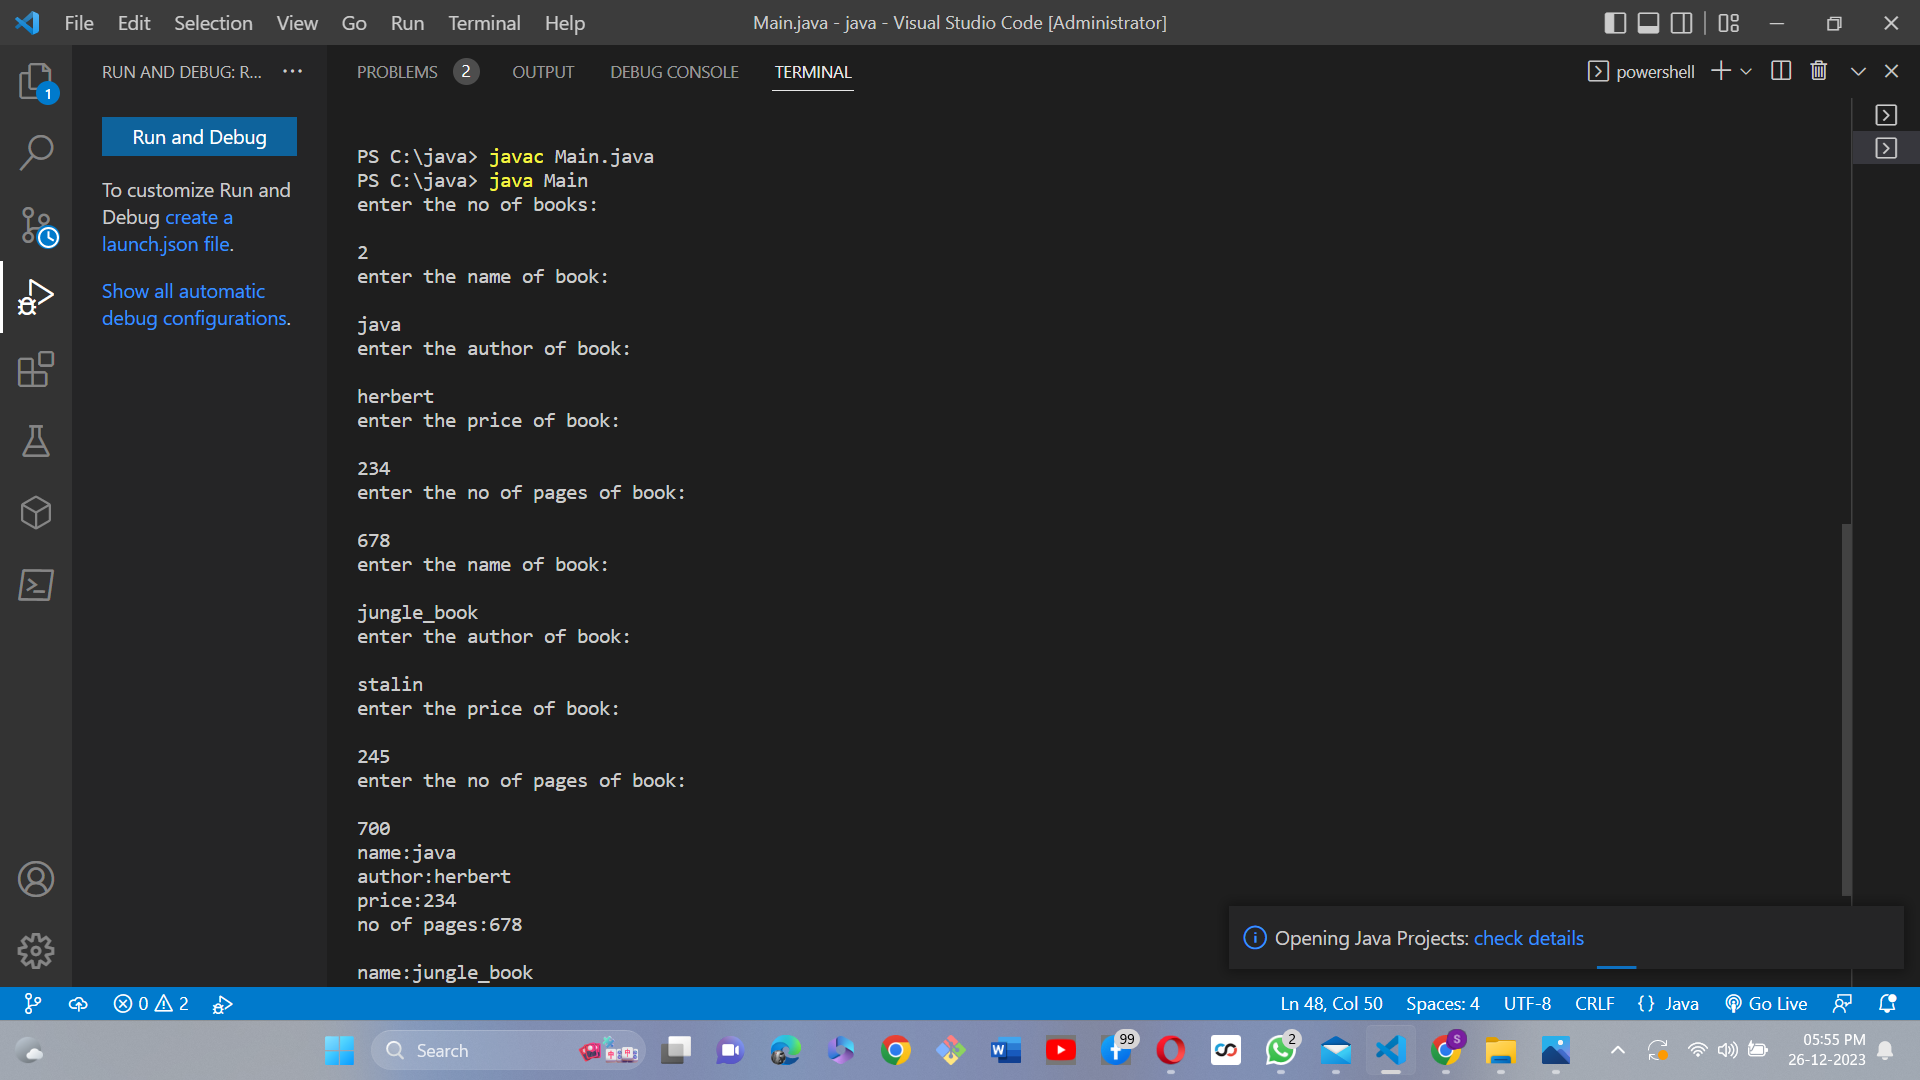 File Edit Selection View Go Run Terminal Help
Main.java - java - Visual Studio Code [Administrator]
RUN AND DEBUG: R... ···
PROBLEMS 2 OUTPUT DEBUG CONSOLE TERMINAL
powershell
1
Run and Debug
To customize Run and
Debug create a
launch.json file.
Show all automatic
debug configurations.
PS C:\java> javac Main.java
PS C:\java> java Main
enter the no of books:
2
enter the name of book:
java
enter the author of book:
herbert
enter the price of book:
234
enter the no of pages of book:
678
enter the name of book:
jungle_book
enter the author of book:
stalin
enter the price of book:
245
enter the no of pages of book:
700
name:java
author:herbert
price:234
no of pages:678
name:jungle_book
Opening Java Projects: check details
0 2
Ln 48, Col 50 Spaces: 4 UTF-8 CRLF {} Java Go Live
Search
W
99
2
S
05:55 PM
26-12-2023